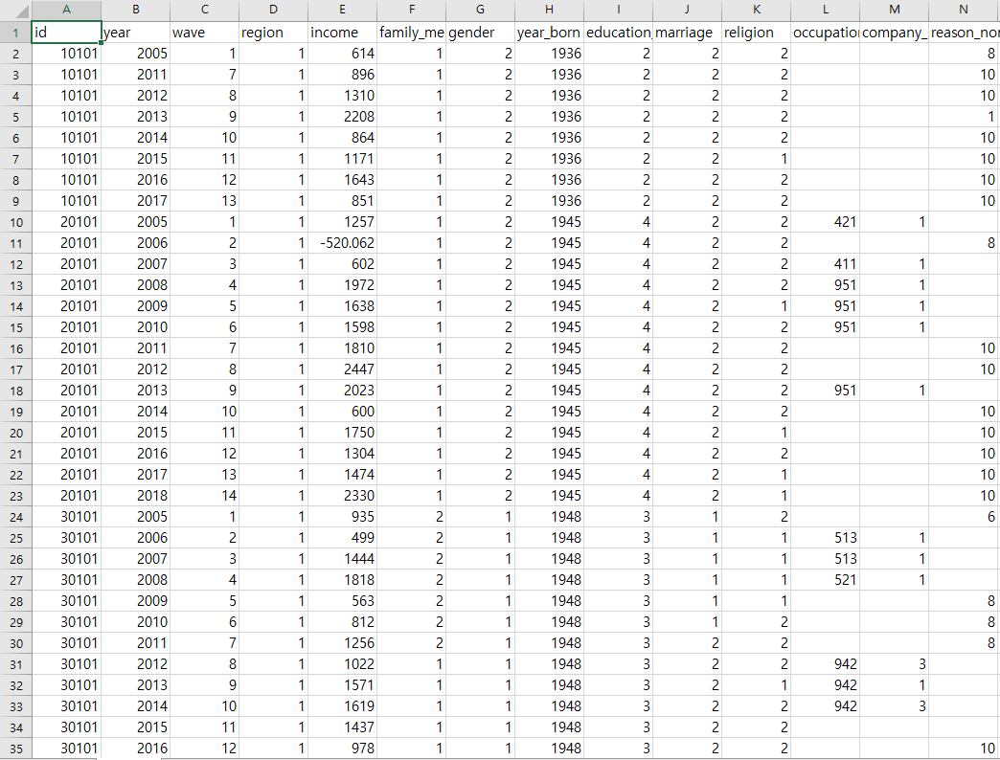 A B C D E F G H I J K L M N
1 id year wave region income family_me gender year_born education_ marriage religion occupatio company_ reason_no
2 10101 2005 1 1 614 1 2 1936 2 2 2 8
3 10101 2011 7 1 896 1 2 1936 2 2 2 10
4 10101 2012 8 1 1310 1 2 1936 2 2 2 10
5 10101 2013 9 1 2208 1 2 1936 2 2 2 1
6 10101 2014 10 1 864 1 2 1936 2 2 2 10
7 10101 2015 11 1 1171 1 2 1936 2 2 1 10
8 10101 2016 12 1 1643 1 2 1936 2 2 2 10
9 10101 2017 13 1 851 1 2 1936 2 2 2 10
10 20101 2005 1 1 1257 1 2 1945 4 2 2 421 1
11 20101 2006 2 1 -520.062 1 2 1945 4 2 2 8
12 20101 2007 3 1 602 1 2 1945 4 2 2 411 1
13 20101 2008 4 1 1972 1 2 1945 4 2 2 951 1
14 20101 2009 5 1 1638 1 2 1945 4 2 1 951 1
15 20101 2010 6 1 1598 1 2 1945 4 2 2 951 1
16 20101 2011 7 1 1810 1 2 1945 4 2 2 10
17 20101 2012 8 1 2447 1 2 1945 4 2 2 10
18 20101 2013 9 1 2023 1 2 1945 4 2 2 951 1
19 20101 2014 10 1 600 1 2 1945 4 2 2 10
20 20101 2015 11 1 1750 1 2 1945 4 2 1 10
21 20101 2016 12 1 1304 1 2 1945 4 2 2 10
22 20101 2017 13 1 1474 1 2 1945 4 2 1 10
23 20101 2018 14 1 2330 1 2 1945 4 2 1 10
24 30101 2005 1 1 935 2 1 1948 3 1 2 6
25 30101 2006 2 1 499 2 1 1948 3 1 1 513 1
26 30101 2007 3 1 1444 2 1 1948 3 1 1 513 1
27 30101 2008 4 1 1818 2 1 1948 3 1 1 521 1
28 30101 2009 5 1 563 2 1 1948 3 1 1 8
29 30101 2010 6 1 812 2 1 1948 3 1 2 8
30 30101 2011 7 1 1256 2 1 1948 3 2 2 8
31 30101 2012 8 1 1022 1 1 1948 3 2 2 942 3
32 30101 2013 9 1 1571 1 1 1948 3 2 1 942 1
33 30101 2014 10 1 1619 1 1 1948 3 2 2 942 3
34 30101 2015 11 1 1437 1 1 1948 3 2 2
35 30101 2016 12 1 978 1 1 1948 3 2 2 10